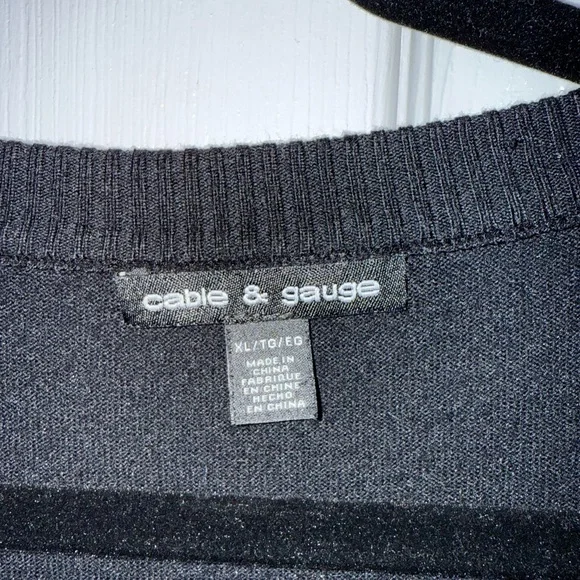 cable & gauge
XL/TG/EG
MADE IN
CHINA
FABRIQUE
EN CHINE
HECHO
EN CHINA